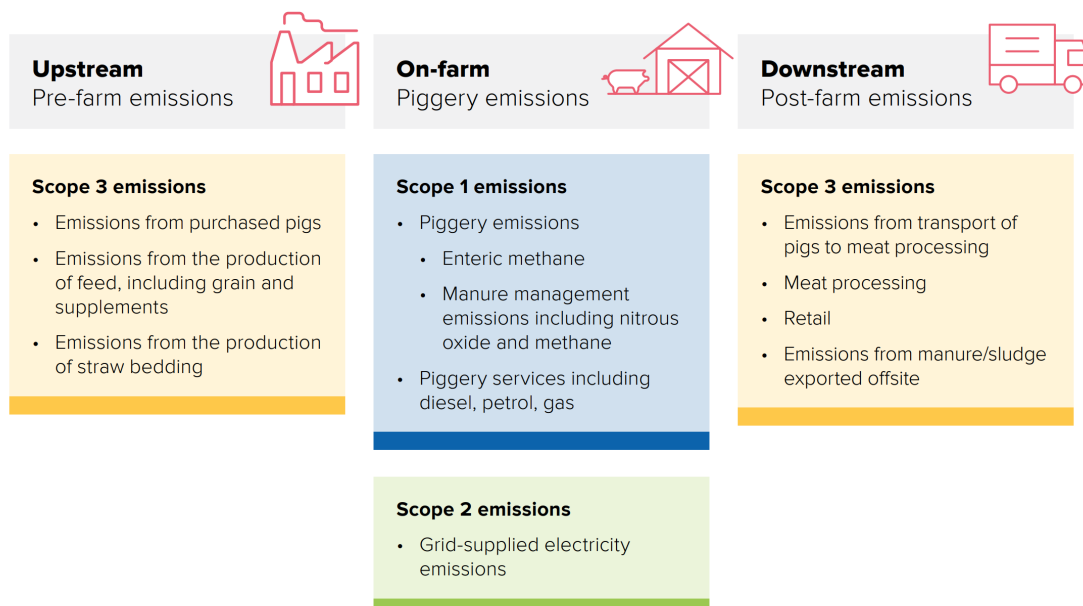 Upstream
Pre-farm emissions
Scope 3 emissions
• Emissions from purchased pigs
• Emissions from the production
of feed, including grain and
supplements
• Emissions from the production
of straw bedding
On-farm
Piggery emissions
Scope 1 emissions
• Piggery emissions
• Enteric methane
• Manure management
emissions including nitrous
oxide and methane
• Piggery services including
diesel, petrol, gas
Scope 2 emissions
• Grid-supplied electricity
emissions
Downstream
Post-farm emissions
Scope 3 emissions
• Emissions from transport of
pigs to meat processing
• Meat processing
• Retail
• Emissions from manure/sludge
exported offsite